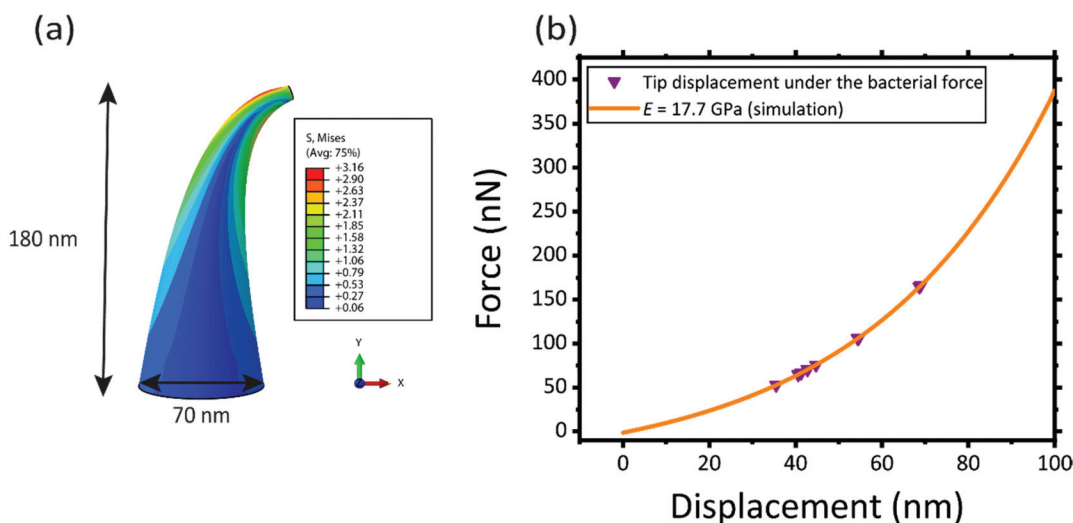 (a)
180 nm
70 nm
S, Mises
(Avg: 75%)
+3.16
+2.90
+2.63
+2.37
+2.11
+1.85
+1.58
+1.32
+1.06
+0.79
+0.53
+0.27
+0.06
Y
X
(b)
Tip displacement under the bacterial force
E = 17.7 GPa (simulation)
Force (nN)
400
350
300
250
200
150
100
50
0
0 20 40 60 80 100
Displacement (nm)